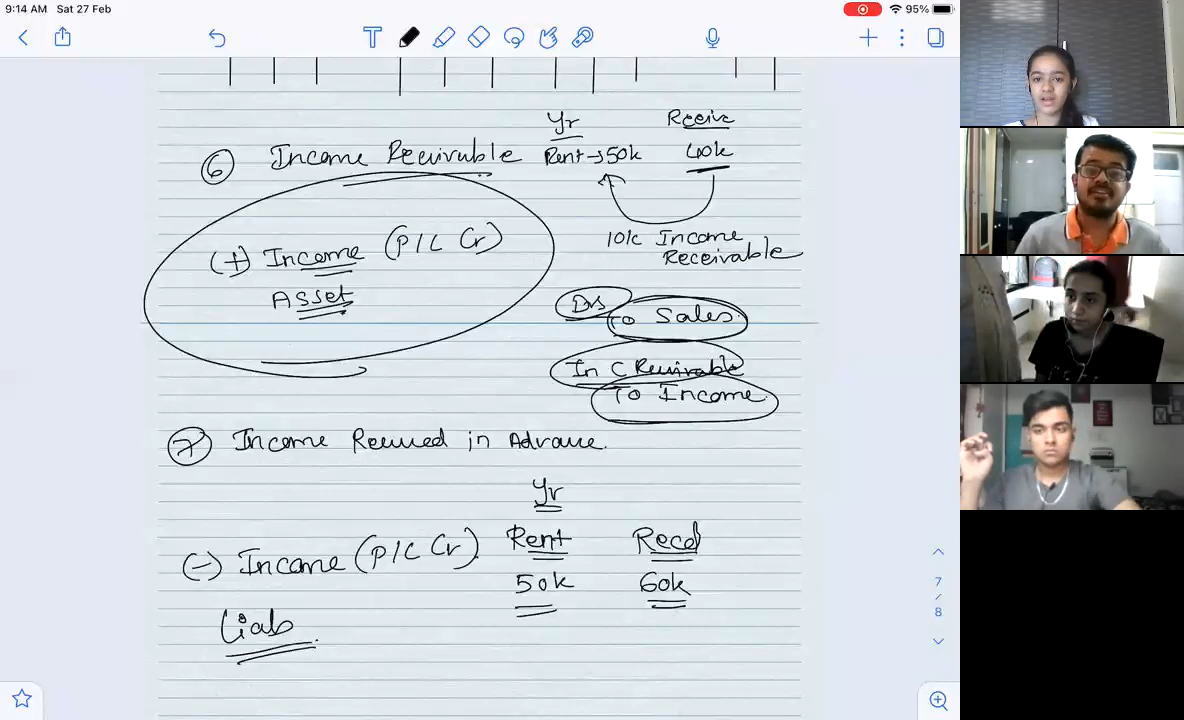 9:14 AM Sat 27 Feb
95%
Yr
Receive
⑥ Income Receivable
Rent → 50k
40k
(+) Income (P/L Cr)
Asset
10k Income
Receivable
Drs
To Sales
Inc Receivable
To Income
⑦ Income Received in Advance.
Yr
Rent
Recd
(-) Income (P/L Cr)
50k
60k
Liab
7
/
8